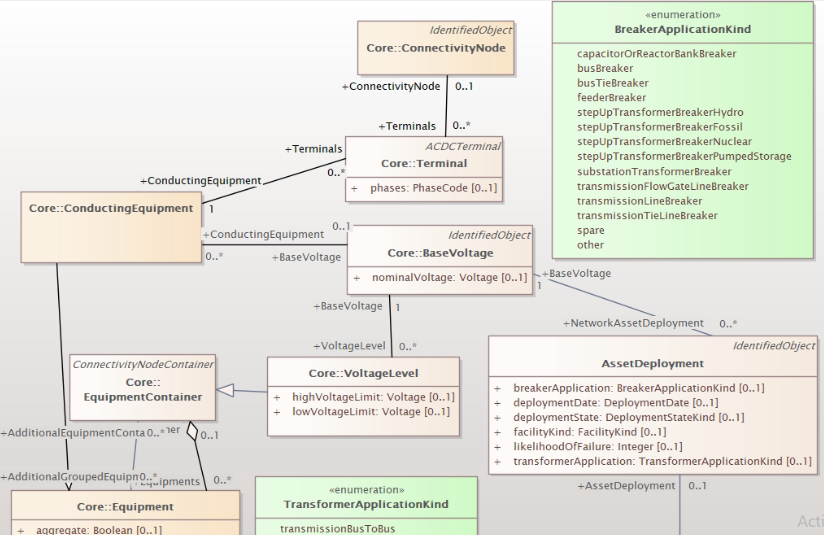 IdentifiedObject
Core::ConnectivityNode
+ConnectivityNode 0..1
+Terminals 0..*
ACDCTerminal
Core::Terminal
+ phases: PhaseCode [0..1]
+Terminals
0..*
+ConductingEquipment
1
Core::ConductingEquipment
0..1
+ConductingEquipment
0..*
+BaseVoltage
IdentifiedObject
Core::BaseVoltage
+ nominalVoltage: Voltage [0..1]
+BaseVoltage
1
+BaseVoltage 1
+NetworkAssetDeployment 0..*
+VoltageLevel 0..*
«enumeration»
BreakerApplicationKind
capacitorOrReactorBankBreaker
busBreaker
busTieBreaker
feederBreaker
stepUpTransformerBreakerHydro
stepUpTransformerBreakerFossil
stepUpTransformerBreakerNuclear
stepUpTransformerBreakerPumpedStorage
substationTransformerBreaker
transmissionFlowGateLineBreaker
transmissionLineBreaker
transmissionTieLineBreaker
spare
other
IdentifiedObject
AssetDeployment
+ breakerApplication: BreakerApplicationKind [0..1]
+ deploymentDate: DeploymentDate [0..1]
+ deploymentState: DeploymentStateKind [0..1]
+ facilityKind: FacilityKind [0..1]
+ likelihoodOfFailure: Integer [0..1]
+ transformerApplication: TransformerApplicationKind [0..1]
+AssetDeployment 0..1
ConnectivityNodeContainer
Core::
EquipmentContainer
Core::VoltageLevel
+ highVoltageLimit: Voltage [0..1]
+ lowVoltageLimit: Voltage [0..1]
+AdditionalEquipmentConta 0..* ner
0..1
+AdditionalGroupedEquipm 0..*
Equipments 0..*
Core::Equipment
+ aggregate: Boolean [0..1]
«enumeration»
TransformerApplicationKind
transmissionBusToBus
Acti